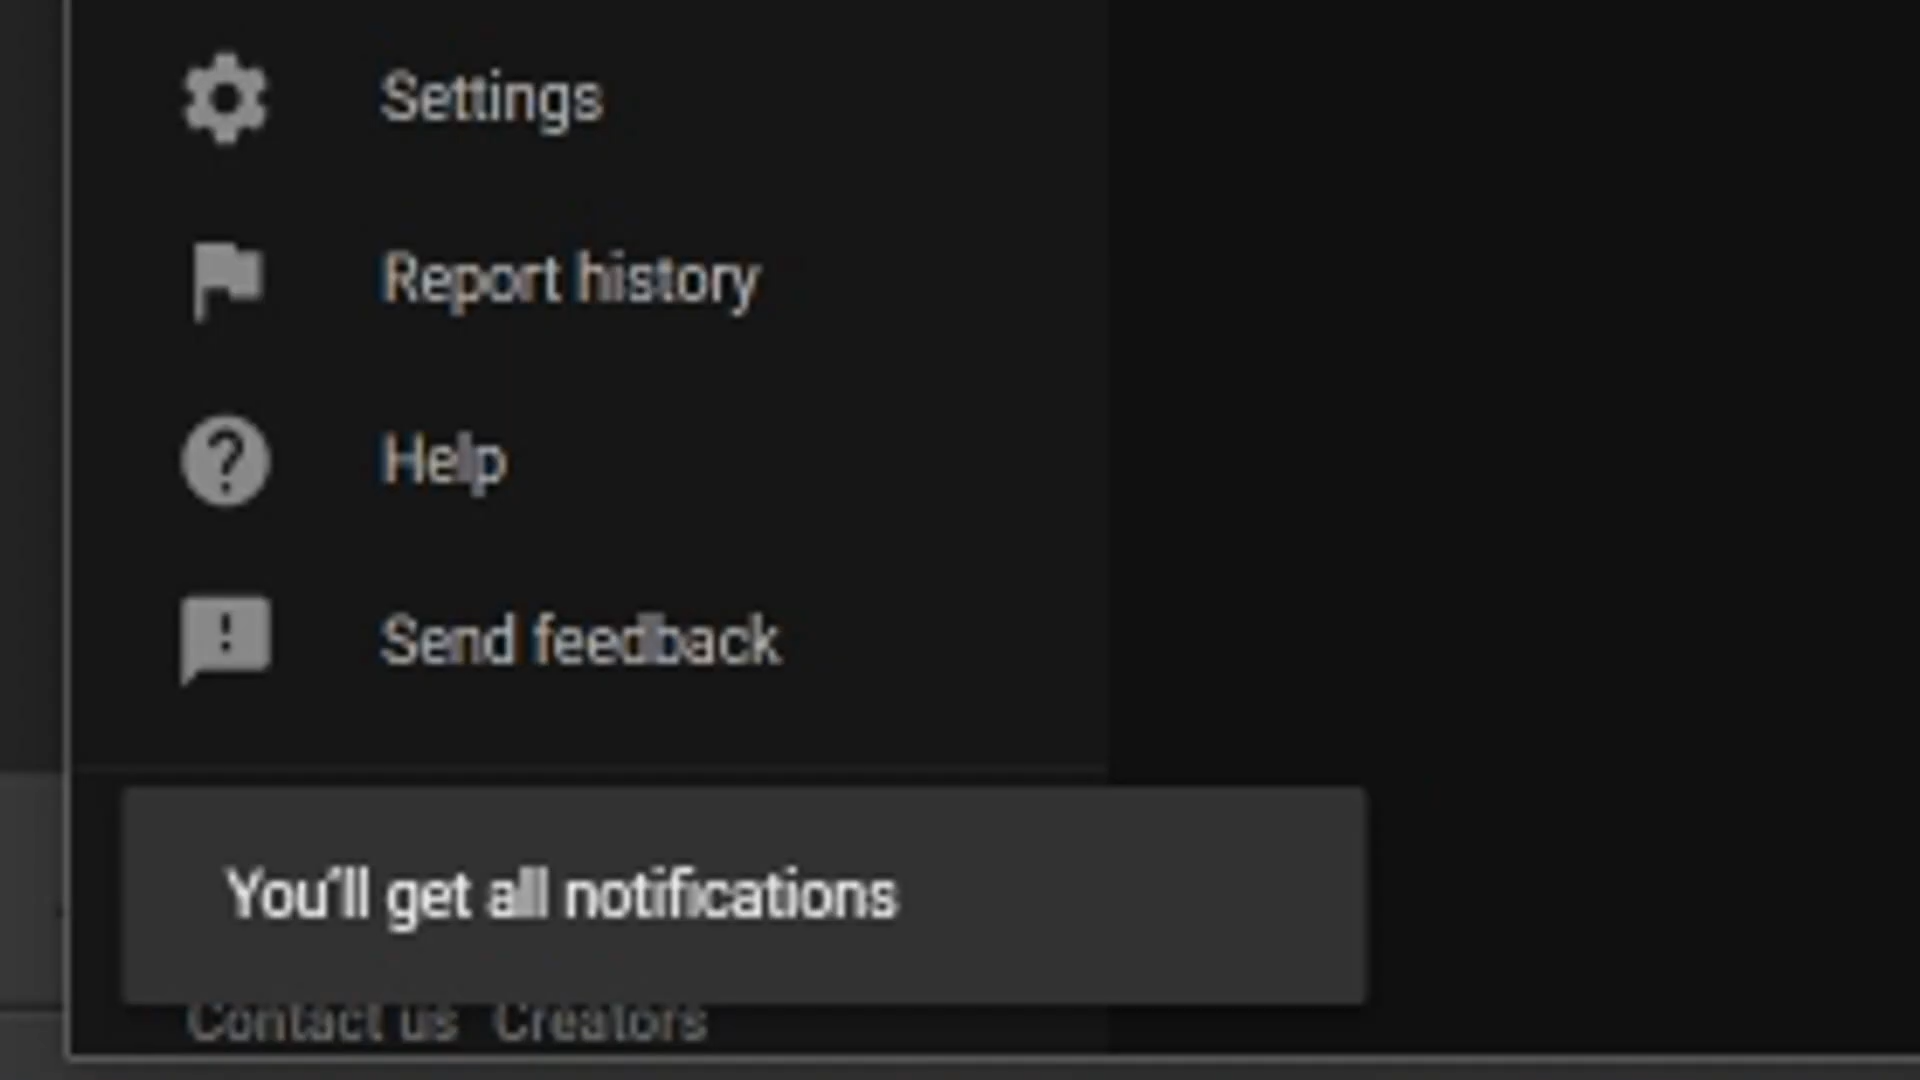 Settings
Report history
Help
Send feedback
You'll get all notifications
Contact us Creators